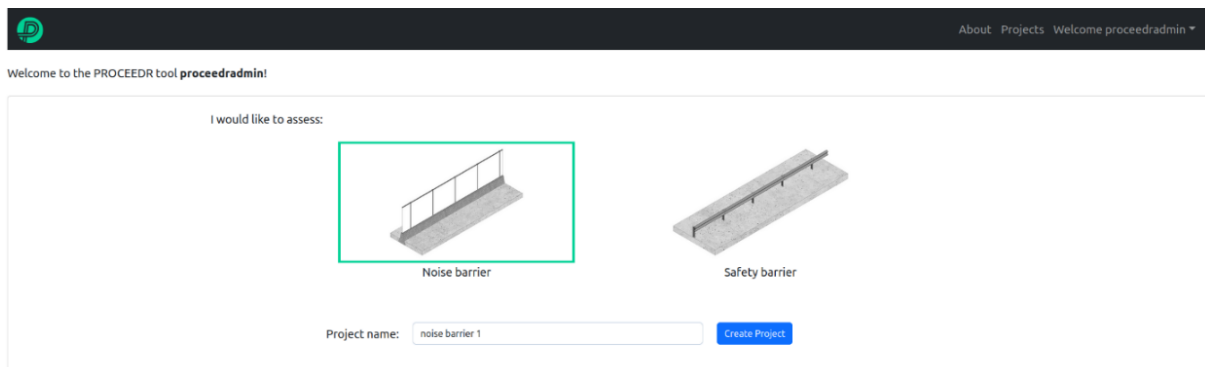 About Projects Welcome proceedradmin
Welcome to the PROCEEDR tool proceedradmin!
I would like to assess:
Noise barrier
Safety barrier
Project name: noise barrier 1 Create Project